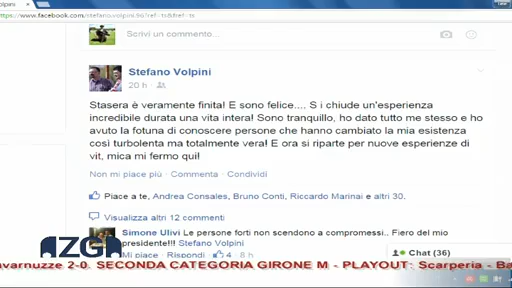 olpini
https://www.facebook.com/stefano.volpini.96?ref=ts&fref=ts
Scrivi un commento...
Stefano Volpini
20 h
Stasera è veramente finita! E sono felice.... S i chiude un'esperienza
incredibile durata una vita intera! Sono tranquillo, ho dato tutto me stesso e ho
avuto la fotuna di conoscere persone che hanno cambiato la mia esistenza
così turbolenta ma totalmente vera! E ora si riparte per nuove esperienze di
vit, mica mi fermo qui!
Non mi piace più · Commenta · Condividi
Piace a te, Andrea Consales, Bruno Conti, Riccardo Marinai e altri 30.
Visualizza altri 12 commenti
Simone Ulivi Le persone forti non scendono a compromessi.. Fiero del mio
presidente!!! Stefano Volpini
Mi piace · Rispondi · 4 · 8 h
Chat (36)
ZG
avarnuzze 2-0. SECONDA CATEGORIA GIRONE M - PLAYOUT: Scarperia - Ba